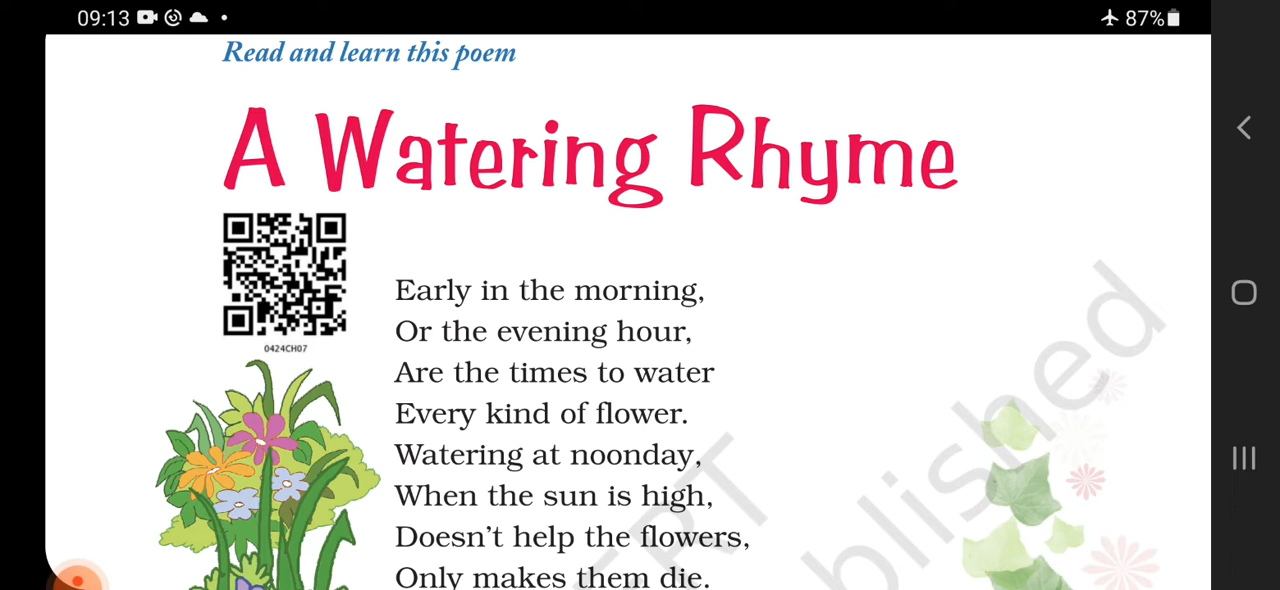 09:13
87%
Read and learn this poem
A Watering Rhyme
0424CH07
Early in the morning,
Or the evening hour,
Are the times to water
Every kind of flower.
Watering at noonday,
When the sun is high,
Doesn't help the flowers,
Only makes them die.
blished